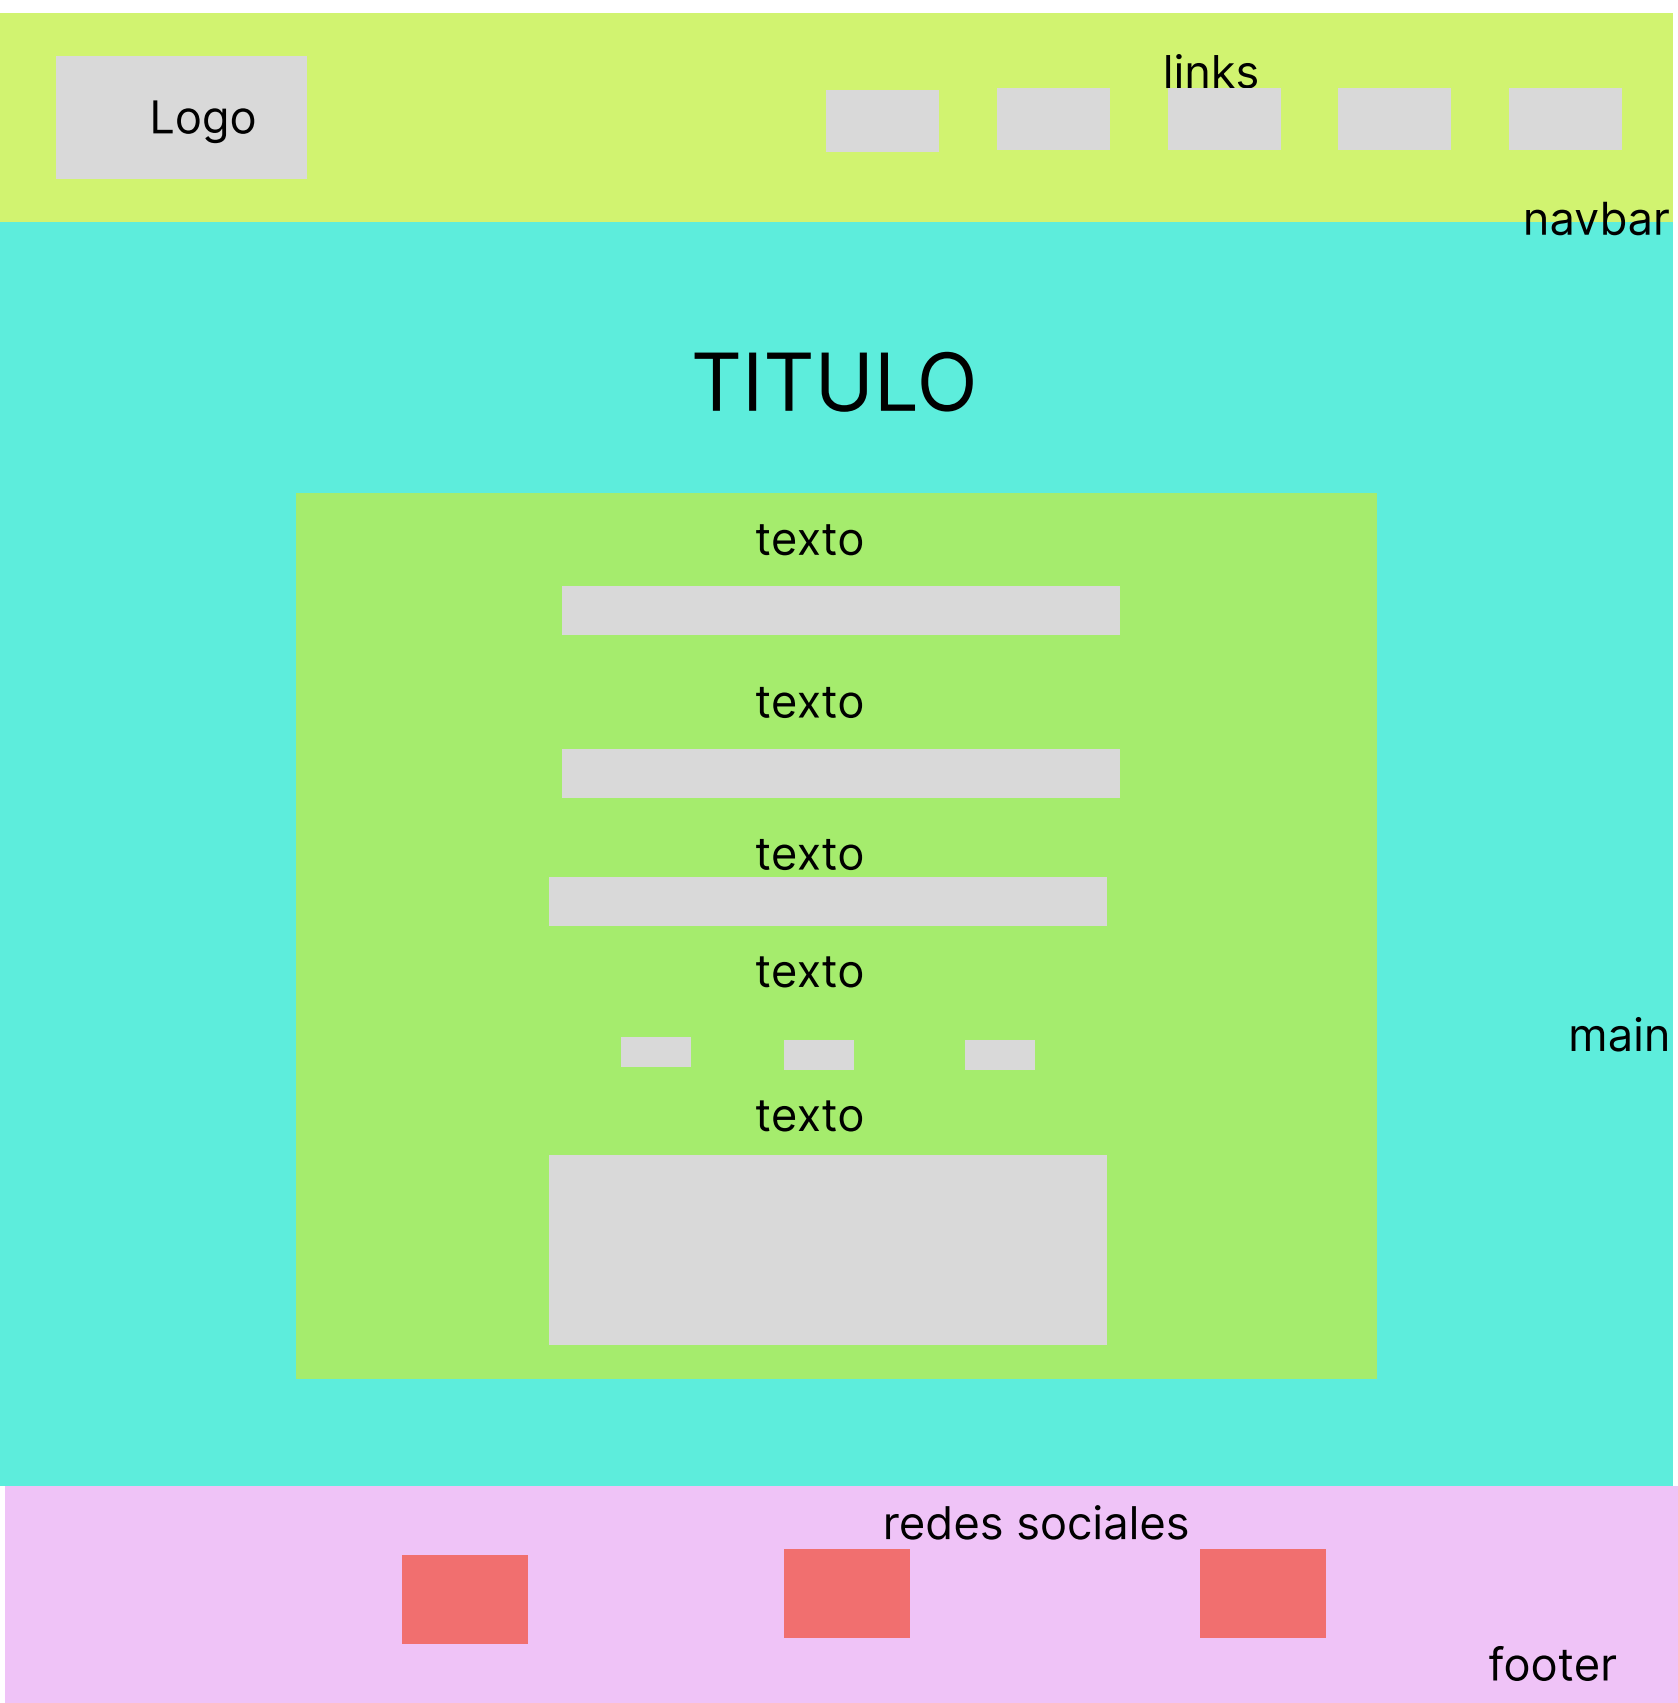 links
Logo
navbar
TITULO
texto
texto
texto
texto
main
texto
redes sociales
footer